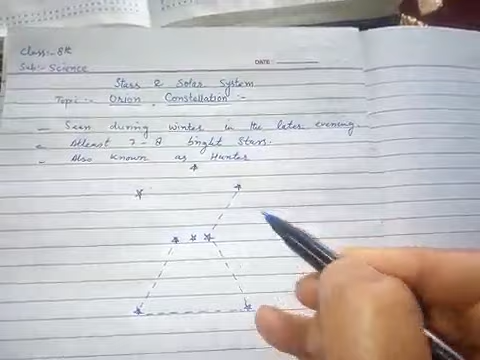 Class:- 8th
Sub:- Science
DATE :
Stars & Solar System
Topic :- Orion Constellation :-
– Seen during winter in the later evening
– Atleast 7-8 bright stars.
– Also known as Hunter